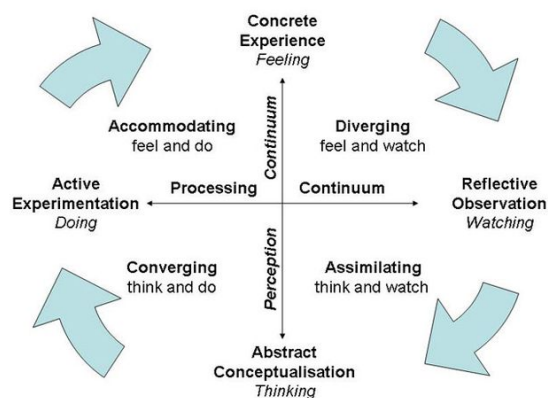 Concrete
Experience
Feeling
Continuum
Accommodating
feel and do
Diverging
feel and watch
Active
Experimentation
Doing
Processing
Continuum
Reflective
Observation
Watching
Perception
Converging
think and do
Assimilating
think and watch
Abstract
Conceptualisation
Thinking